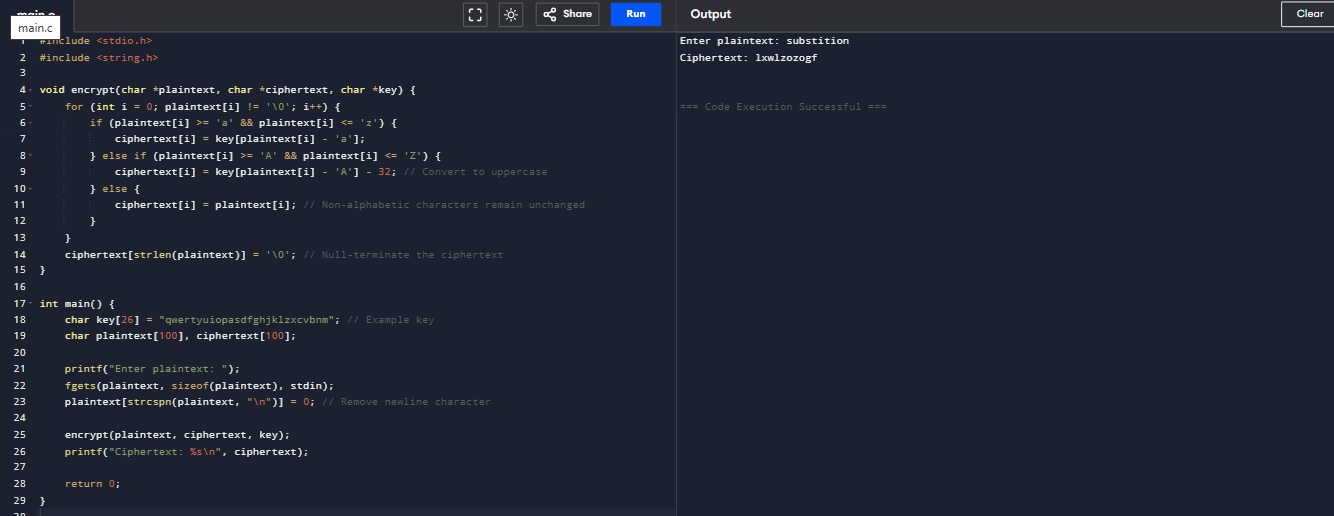 main.c
Share
Run
Output
Clear
main.c
1 #include <stdio.h>
2 #include <string.h>
3
4 void encrypt(char *plaintext, char *ciphertext, char *key) {
5 for (int i = 0; plaintext[i] != '\0'; i++) {
6 if (plaintext[i] >= 'a' && plaintext[i] <= 'z') {
7 ciphertext[i] = key[plaintext[i] - 'a'];
8 } else if (plaintext[i] >= 'A' && plaintext[i] <= 'Z') {
9 ciphertext[i] = key[plaintext[i] - 'A'] - 32; // Convert to uppercase
10 } else {
11 ciphertext[i] = plaintext[i]; // Non-alphabetic characters remain unchanged
12 }
13 }
14 ciphertext[strlen(plaintext)] = '\0'; // Null-terminate the ciphertext
15 }
16
17 int main() {
18 char key[26] = "qwertyuiopasdfghjklzxcvbnm"; // Example key
19 char plaintext[100], ciphertext[100];
20
21 printf("Enter plaintext: ");
22 fgets(plaintext, sizeof(plaintext), stdin);
23 plaintext[strcspn(plaintext, "\n")] = 0; // Remove newline character
24
25 encrypt(plaintext, ciphertext, key);
26 printf("Ciphertext: %s\n", ciphertext);
27
28 return 0;
29 }
30
Enter plaintext: substition
Ciphertext: lxwlzozogf
=== Code Execution Successful ===